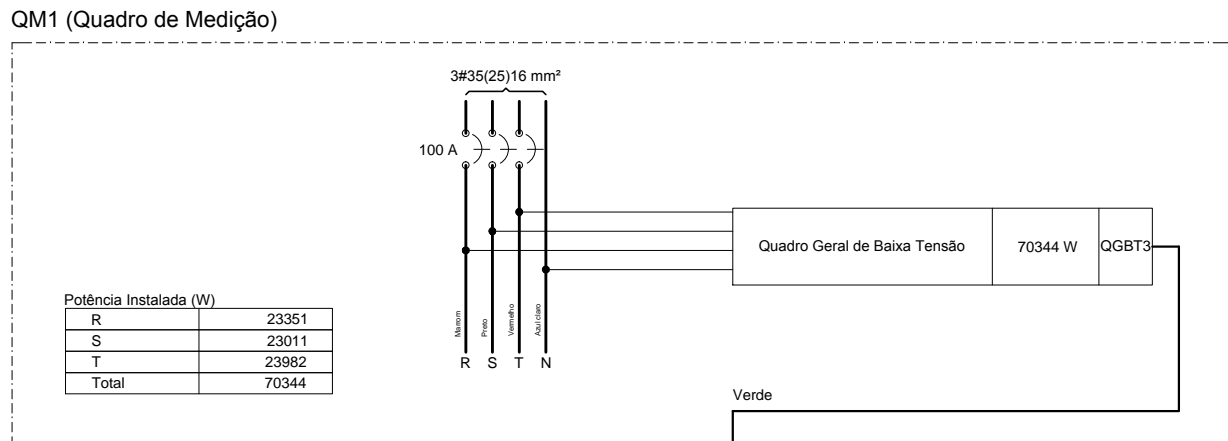 QM1 (Quadro de Medição)
3#35(25)16 mm²
100 A
Quadro Geral de Baixa Tensão 70344 W QGBT3
Potência Instalada (W)
R 23351
S 23011
T 23982
Total 70344
Marrom
Preto
Vermelho
Azul claro
R S T N
Verde